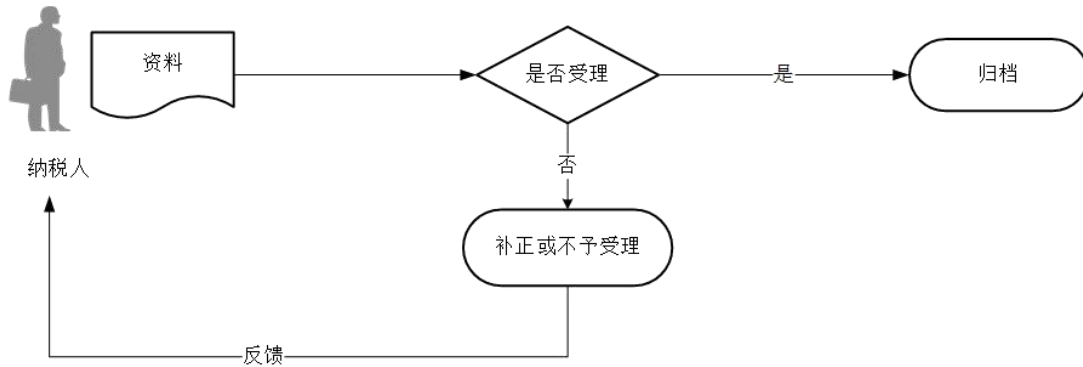 资料
是否受理
是
归档
纳税人
否
补正或不予受理
反馈